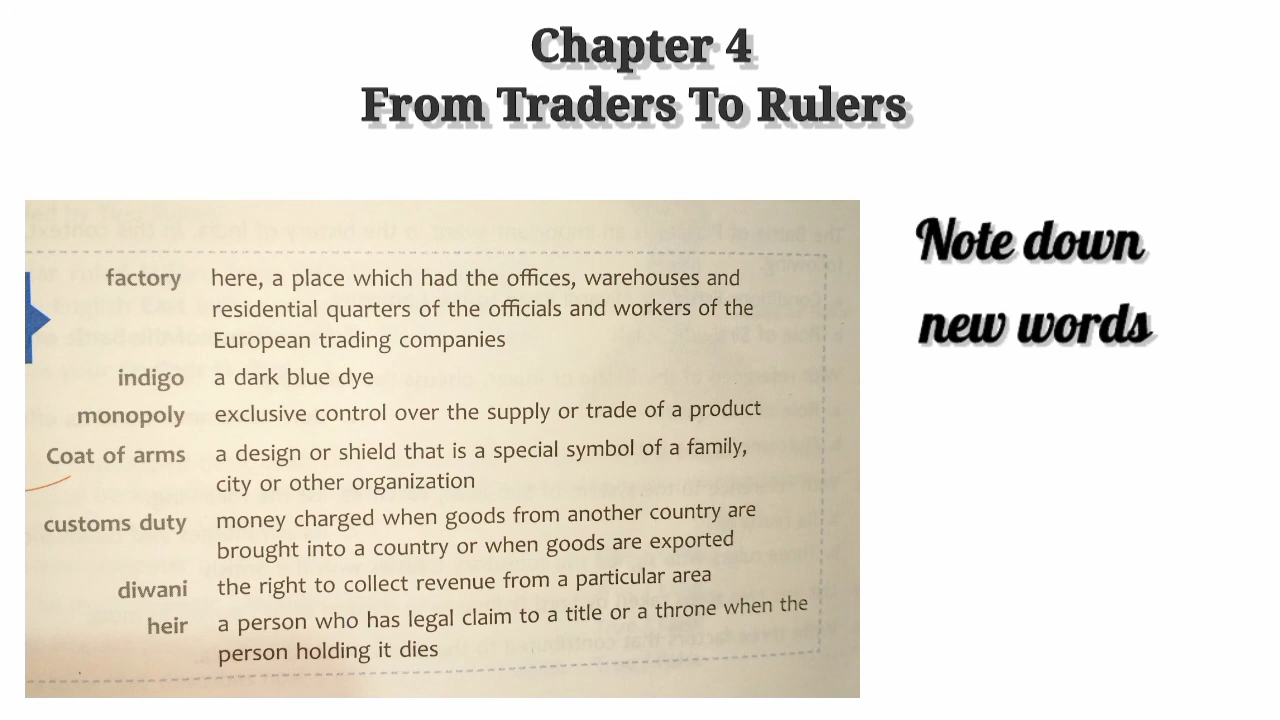 Chapter 4
From Traders To Rulers
Note down
new words
factory here, a place which had the offices, warehouses and
residential quarters of the officials and workers of the
European trading companies
indigo a dark blue dye
monopoly exclusive control over the supply or trade of a product
Coat of arms a design or shield that is a special symbol of a family,
city or other organization
customs duty money charged when goods from another country are
brought into a country or when goods are exported
diwani the right to collect revenue from a particular area
heir a person who has legal claim to a title or a throne when the
person holding it dies